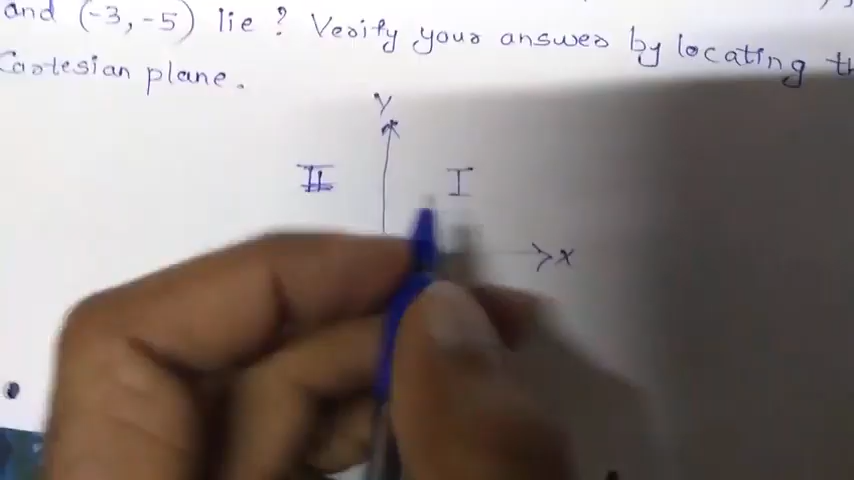 and (-3, -5) lie ? Verify your answer by locating
Cartesian plane.
Y
II I
X